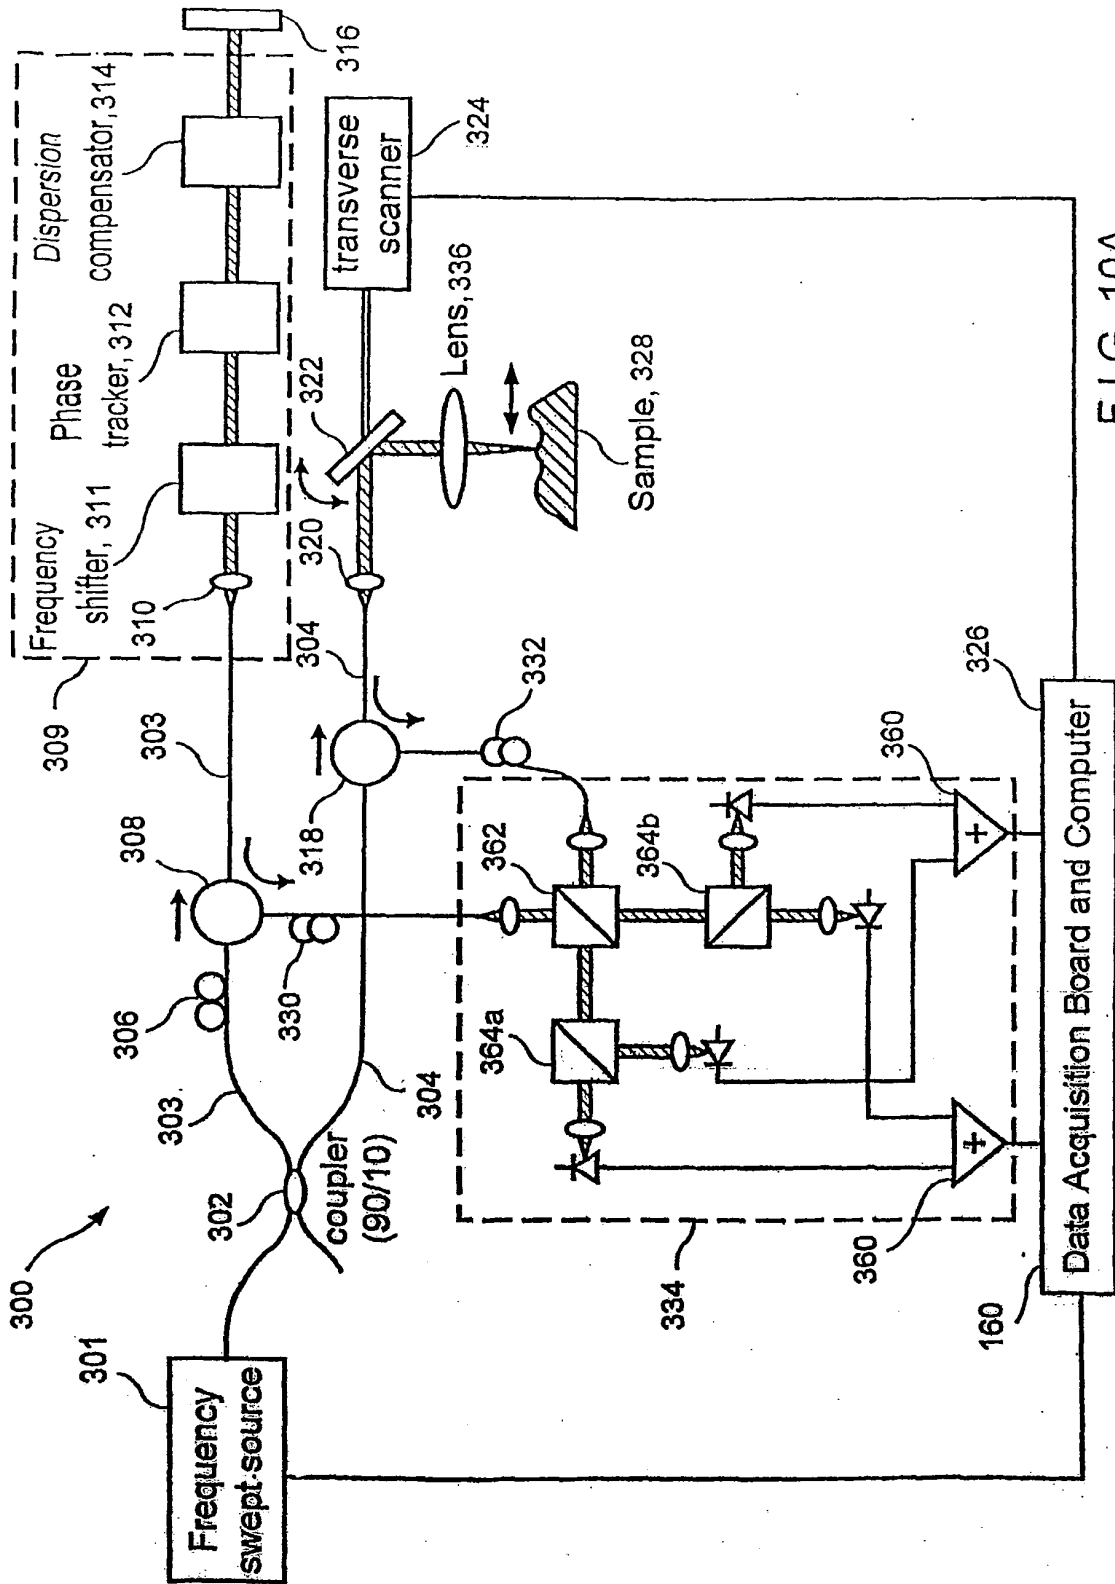 300
301
Frequency
swept source
302
coupler
(90/10)
303
304
306
308
303
309
330
318
304
310
Frequency
shifter, 311
Phase
tracker, 312
Dispersion
compensator, 314
316
320
322
transverse
scanner
324
Lens, 336
Sample, 328
332
334
362
364a
364b
360
360
160
326
Data Acquisition Board and Computer
FIG. 10A